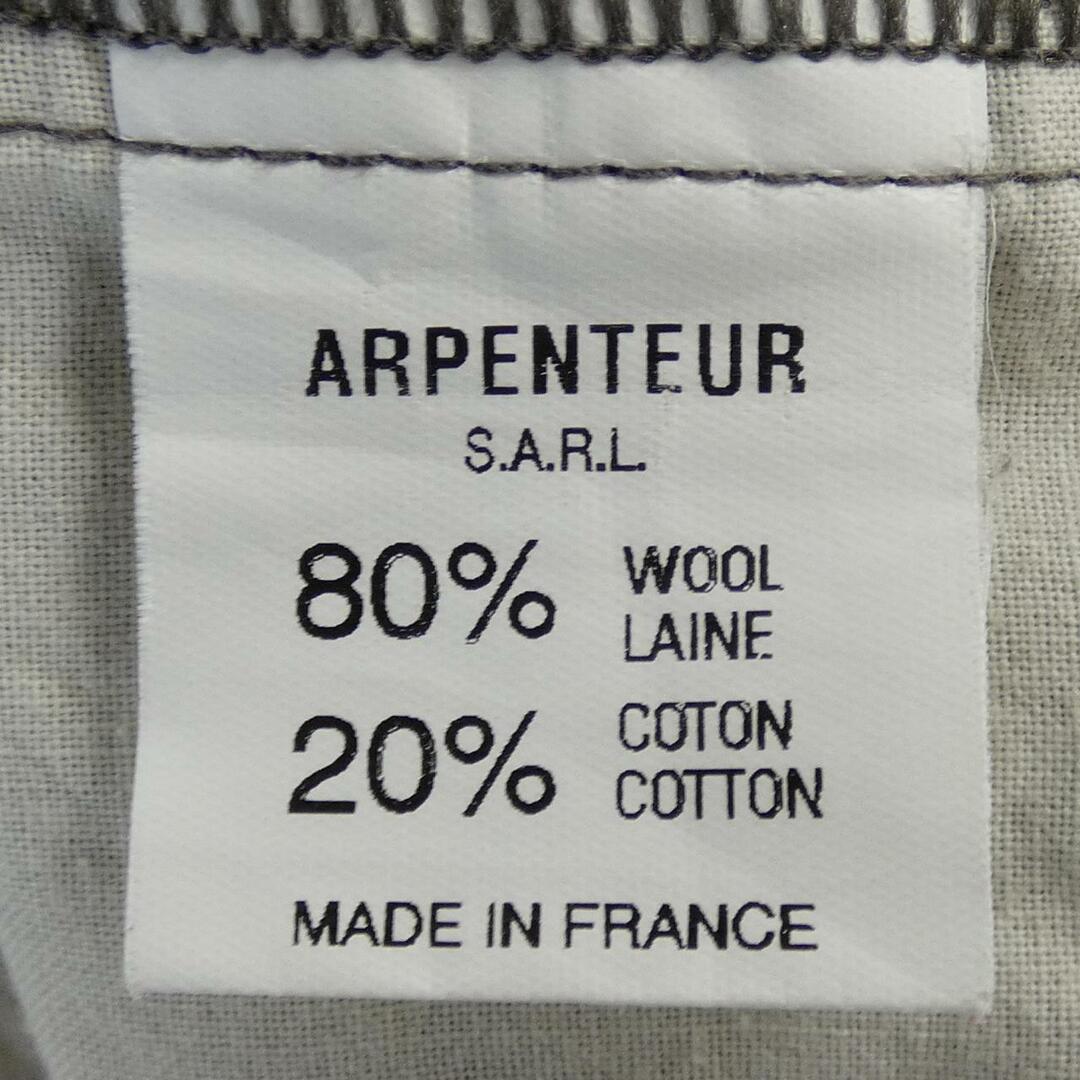 ARPENTEUR
S.A.R.L.
80% WOOL
LAINE
20% COTON
COTTON
MADE IN FRANCE